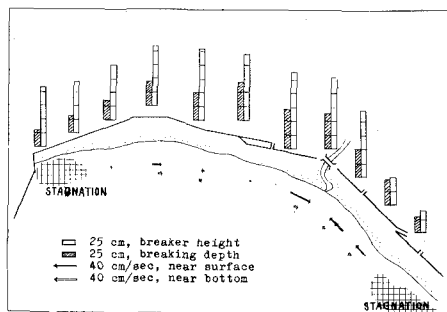 STAGNATION
25 cm, breaker height
25 cm, breaking depth
40 cm/sec, near surface
40 cm/sec, near bottom
STAGNATION